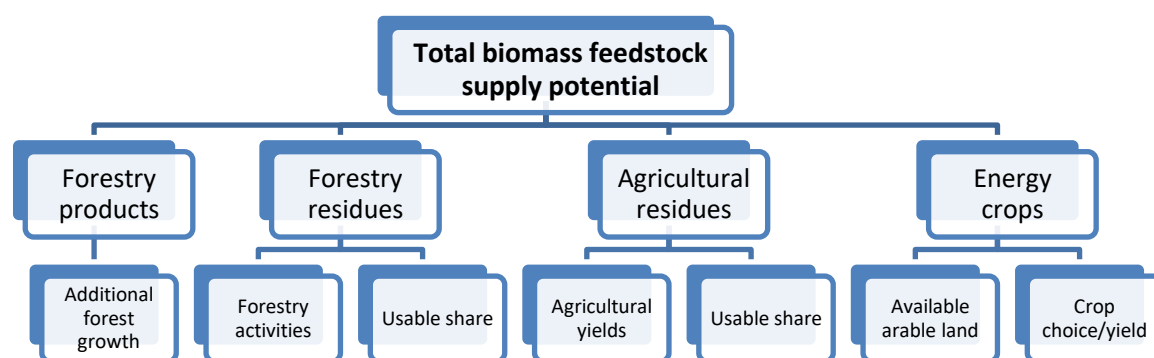 Total biomass feedstock
supply potential
Forestry
products
Forestry
residues
Agricultural
residues
Energy
crops
Additional
forest
growth
Forestry
activities
Usable share
Agricultural
yields
Usable share
Available
arable land
Crop
choice/yield